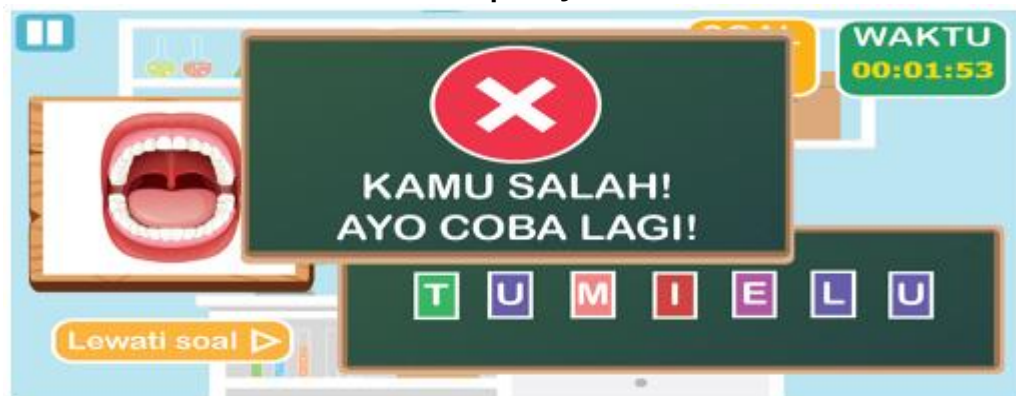 WAKTU
00:01:53
KAMU SALAH!
AYO COBA LAGI!
T U M I E L U
Lewati soal